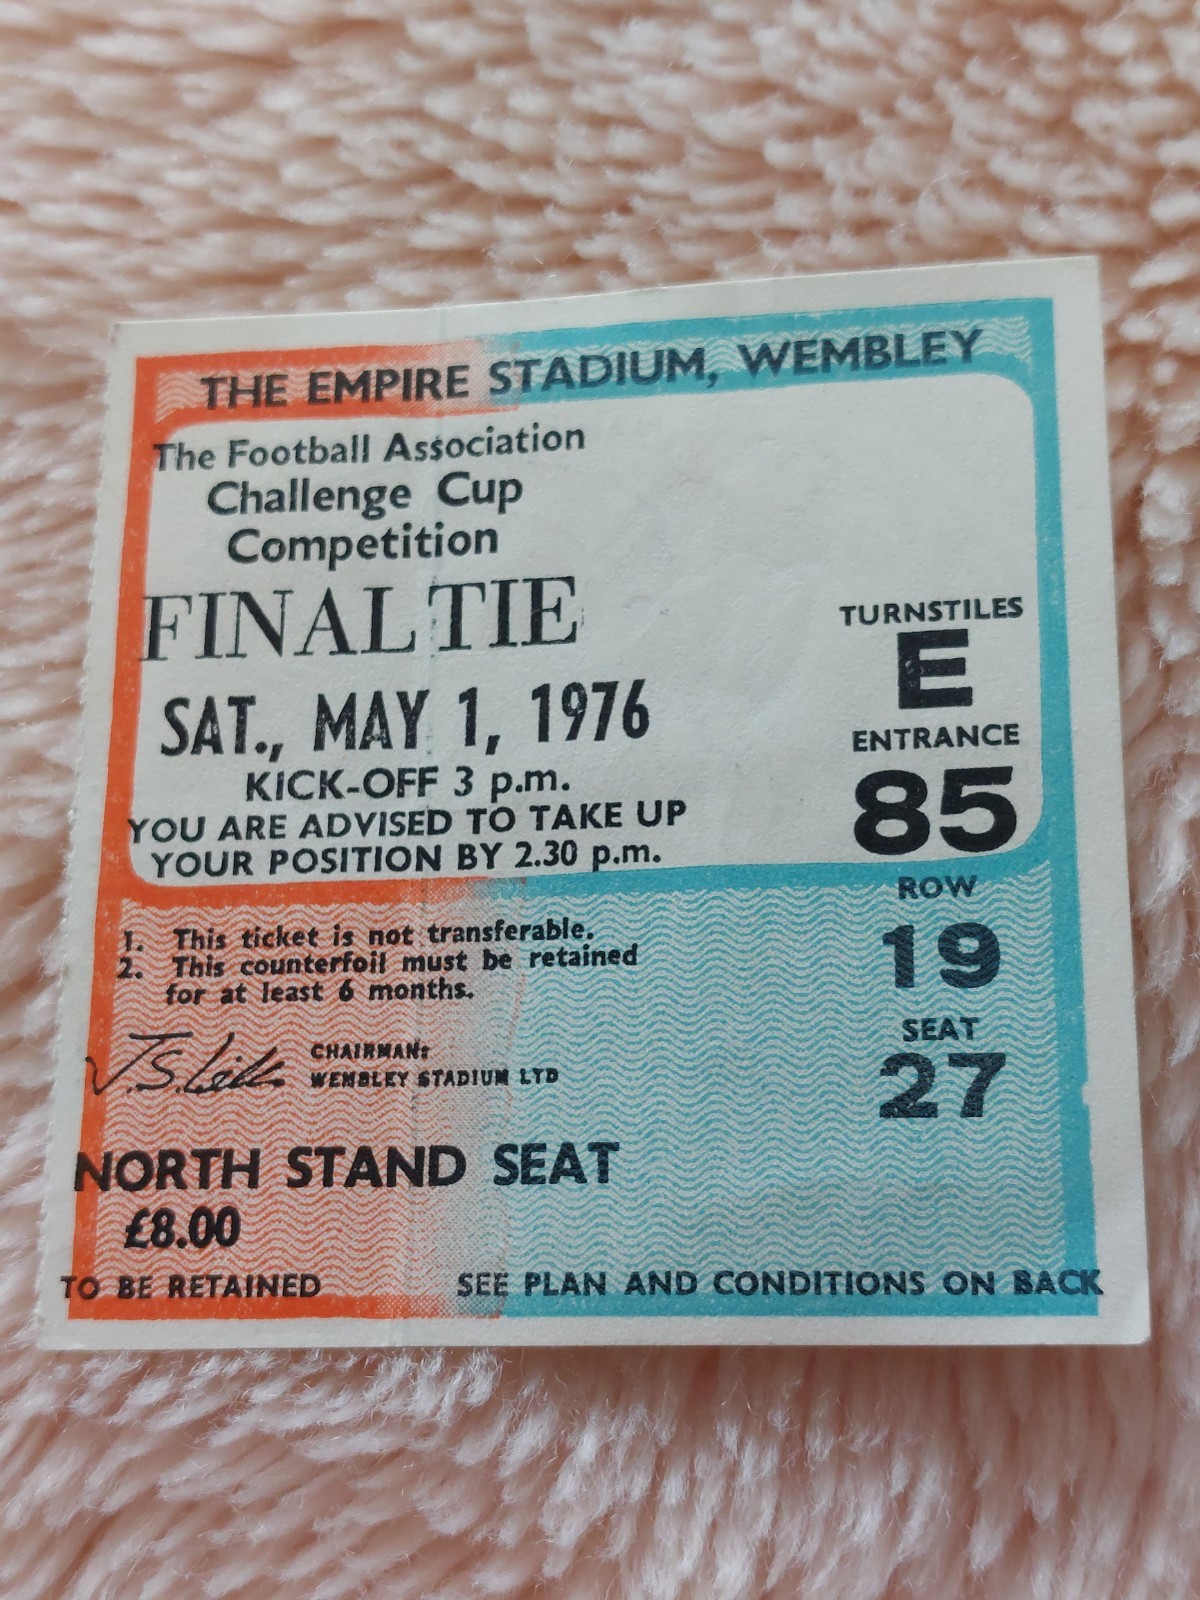 THE EMPIRE STADIUM, WEMBLEY
The Football Association
Challenge Cup
Competition
FINAL TIE
SAT., MAY 1, 1976
KICK-OFF 3 p.m.
YOU ARE ADVISED TO TAKE UP
YOUR POSITION BY 2.30 p.m.
TURNSTILES
E
ENTRANCE
85
ROW
19
SEAT
27
1. This ticket is not transferable.
2. This counterfoil must be retained
for at least 6 months.
CHAIRMAN:
WEMBLEY STADIUM LTD
NORTH STAND SEAT
£8.00
TO BE RETAINED
SEE PLAN AND CONDITIONS ON BACK